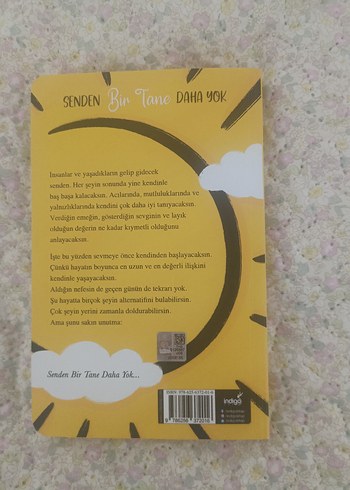 SENDEN Bir Tane DAHA YOK
İnsanlar ve yaşadıkların gelip gidecek
senden. Her şeyin sonunda yine kendinle
baş başa kalacaksın. Acılarında, mutluluklarında ve
yalnızlıklarında kendini çok daha iyi tanıyacaksın.
Verdiğin emeğin, gösterdiğin sevginin ve layık
olduğun değerin ne kadar kıymetli olduğunu
anlayacaksın.
İşte bu yüzden sevmeye önce kendinden başlayacaksın.
Çünkü hayatın boyunca en uzun ve en değerli ilişkini
kendinle yaşayacaksın.
Aldığın nefesin de geçen günün de tekrarı yok.
Şu hayatta birçok şeyin alternatifini bulabilirsin.
Çok şeyin yerini zamanla doldurabilirsin.
Ama şunu sakın unutma:
Senden Bir Tane Daha Yok...
indigo